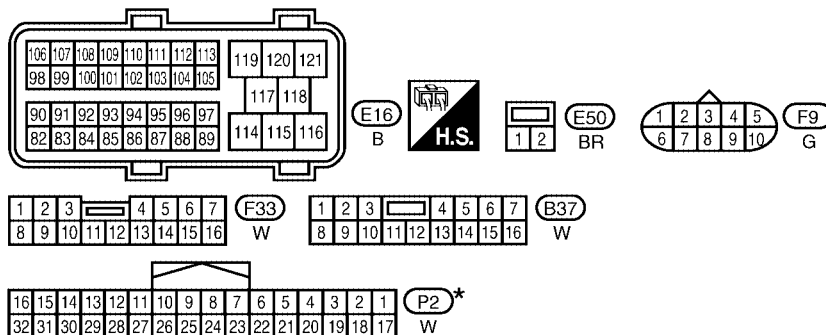 106 107 108 109 110 111 112 113
98 99 100 101 102 103 104 105
90 91 92 93 94 95 96 97
82 83 84 85 86 87 88 89
119 120 121
117 118
114 115 116
E16
B
H.S.
1 2
E50
BR
1 2 3 4 5
6 7 8 9 10
F9
G
1 2 3 4 5 6 7
8 9 10 11 12 13 14 15 16
F33
W
1 2 3 4 5 6 7
8 9 10 11 12 13 14 15 16
B37
W
16 15 14 13 12 11 10 9 8 7 6 5 4 3 2 1
32 31 30 29 28 27 26 25 24 23 22 21 20 19 18 17
P2 *
W